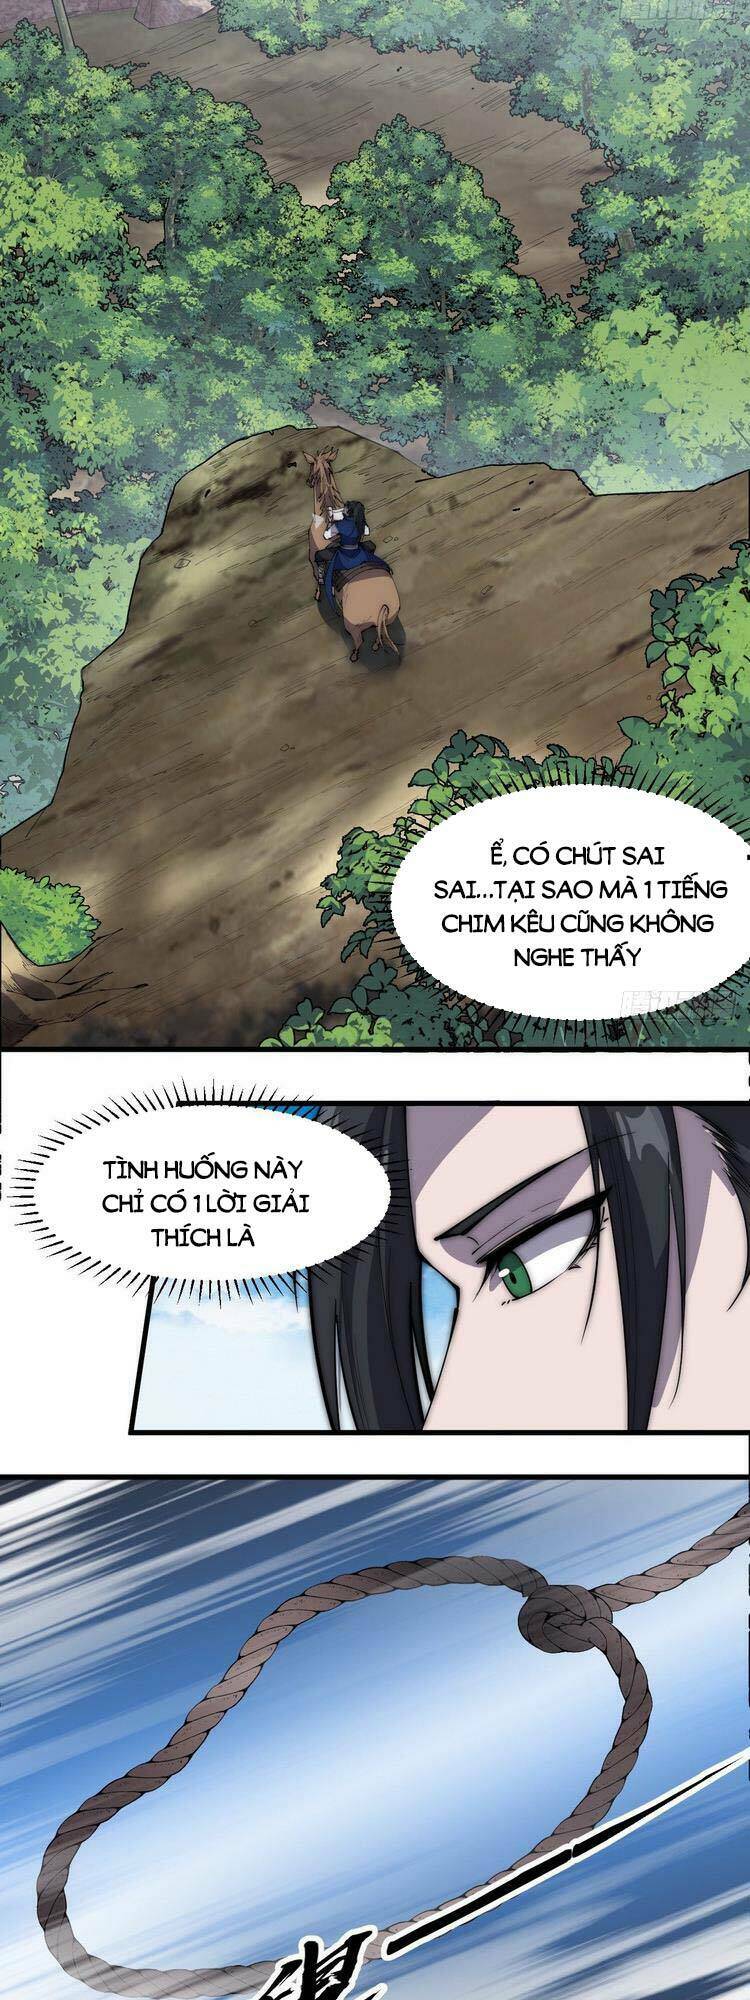 Ể, CÓ CHÚT SAI
SAI...TẠI SAO MÀ 1 TIẾNG
CHIM KÊU CŨNG KHÔNG
NGHE THẤY
TÌNH HUỐNG NÀY
CHỈ CÓ 1 LỜI GIẢI
THÍCH LÀ